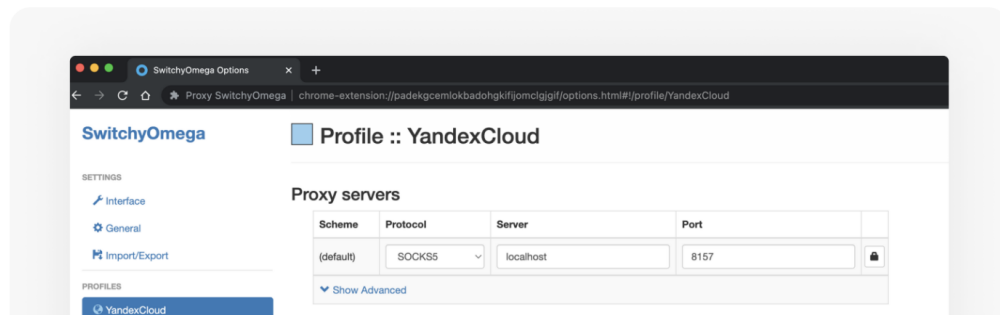 SwitchyOmega Options
Proxy SwitchyOmega | chrome-extension://padekgcemlokbadohgkifijomclgjgif/options.html#!/profile/YandexCloud
SwitchyOmega
Profile :: YandexCloud
SETTINGS
Interface
General
Import/Export
PROFILES
YandexCloud
Proxy servers
Scheme Protocol Server Port
(default) SOCKS5 localhost 8157
Show Advanced